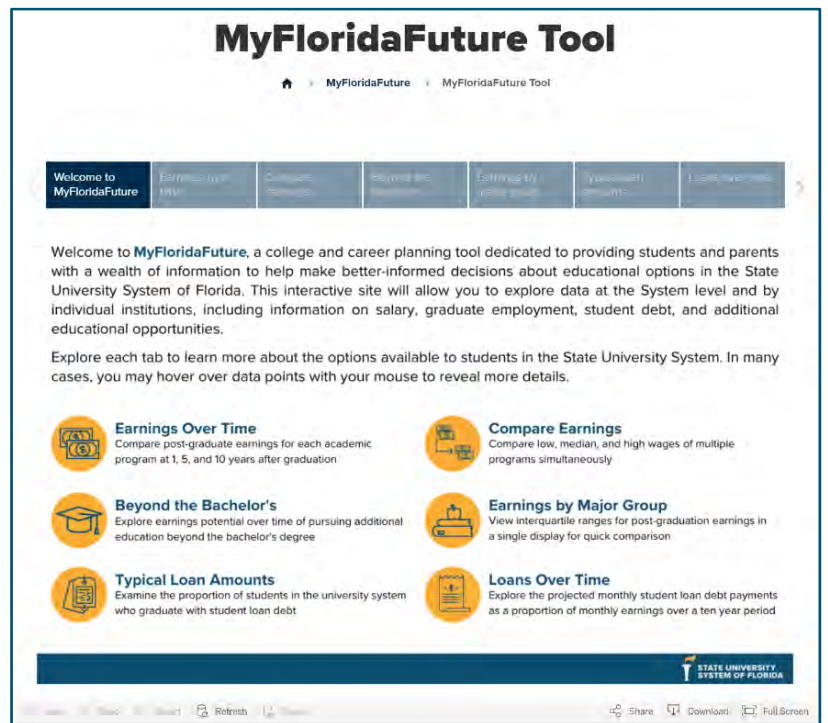 MyFloridaFuture Tool
MyFloridaFuture › MyFloridaFuture Tool
Welcome to
MyFloridaFuture
Welcome to MyFloridaFuture, a college and career planning tool dedicated to providing students and parents
with a wealth of information to help make better-informed decisions about educational options in the State
University System of Florida. This interactive site will allow you to explore data at the System level and by
individual institutions, including information on salary, graduate employment, student debt, and additional
educational opportunities.
Explore each tab to learn more about the options available to students in the State University System. In many
cases, you may hover over data points with your mouse to reveal more details.
Earnings Over Time
Compare post-graduate earnings for each academic
program at 1, 5, and 10 years after graduation
Compare Earnings
Compare low, median, and high wages of multiple
programs simultaneously
Beyond the Bachelor's
Explore earnings potential over time of pursuing additional
education beyond the bachelor's degree
Earnings by Major Group
View interquartile ranges for post-graduation earnings in
a single display for quick comparison
Typical Loan Amounts
Examine the proportion of students in the university system
who graduate with student loan debt
Loans Over Time
Explore the projected monthly student loan debt payments
as a proportion of monthly earnings over a ten year period
STATE UNIVERSITY
SYSTEM OF FLORIDA
Refresh
Share
Download
Full Screen